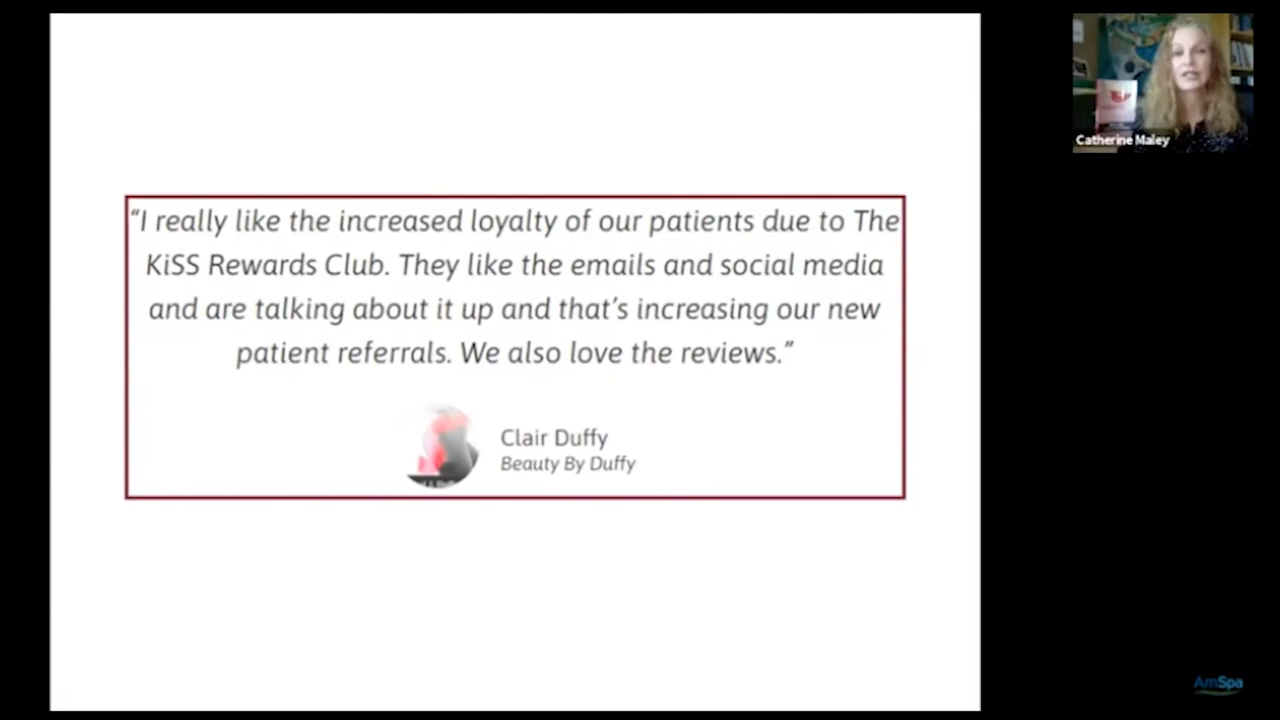 “I really like the increased loyalty of our patients due to The
KiSS Rewards Club. They like the emails and social media
and are talking about it up and that’s increasing our new
patient referrals. We also love the reviews.”
Clair Duffy
Beauty By Duffy
Catherine Maley
AmSpa